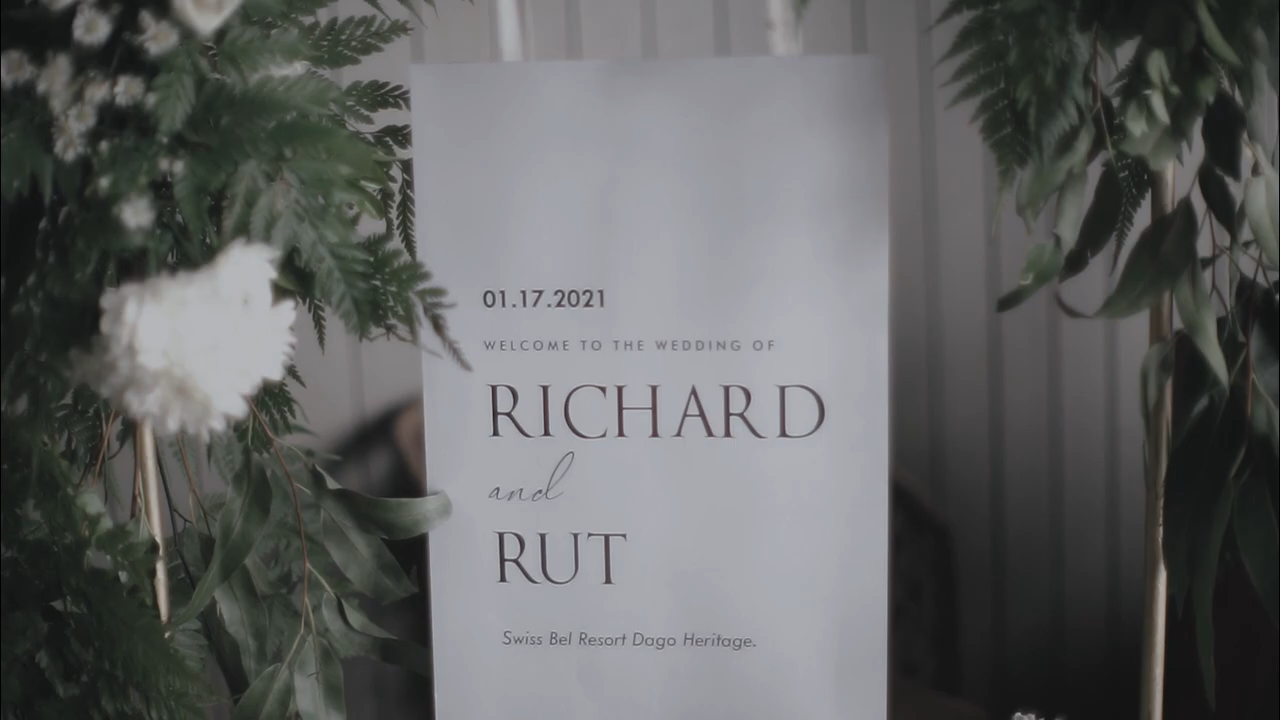 01.17.2021
WELCOME TO THE WEDDING OF
RICHARD
and
RUT
Swiss Bel Resort Dago Heritage.